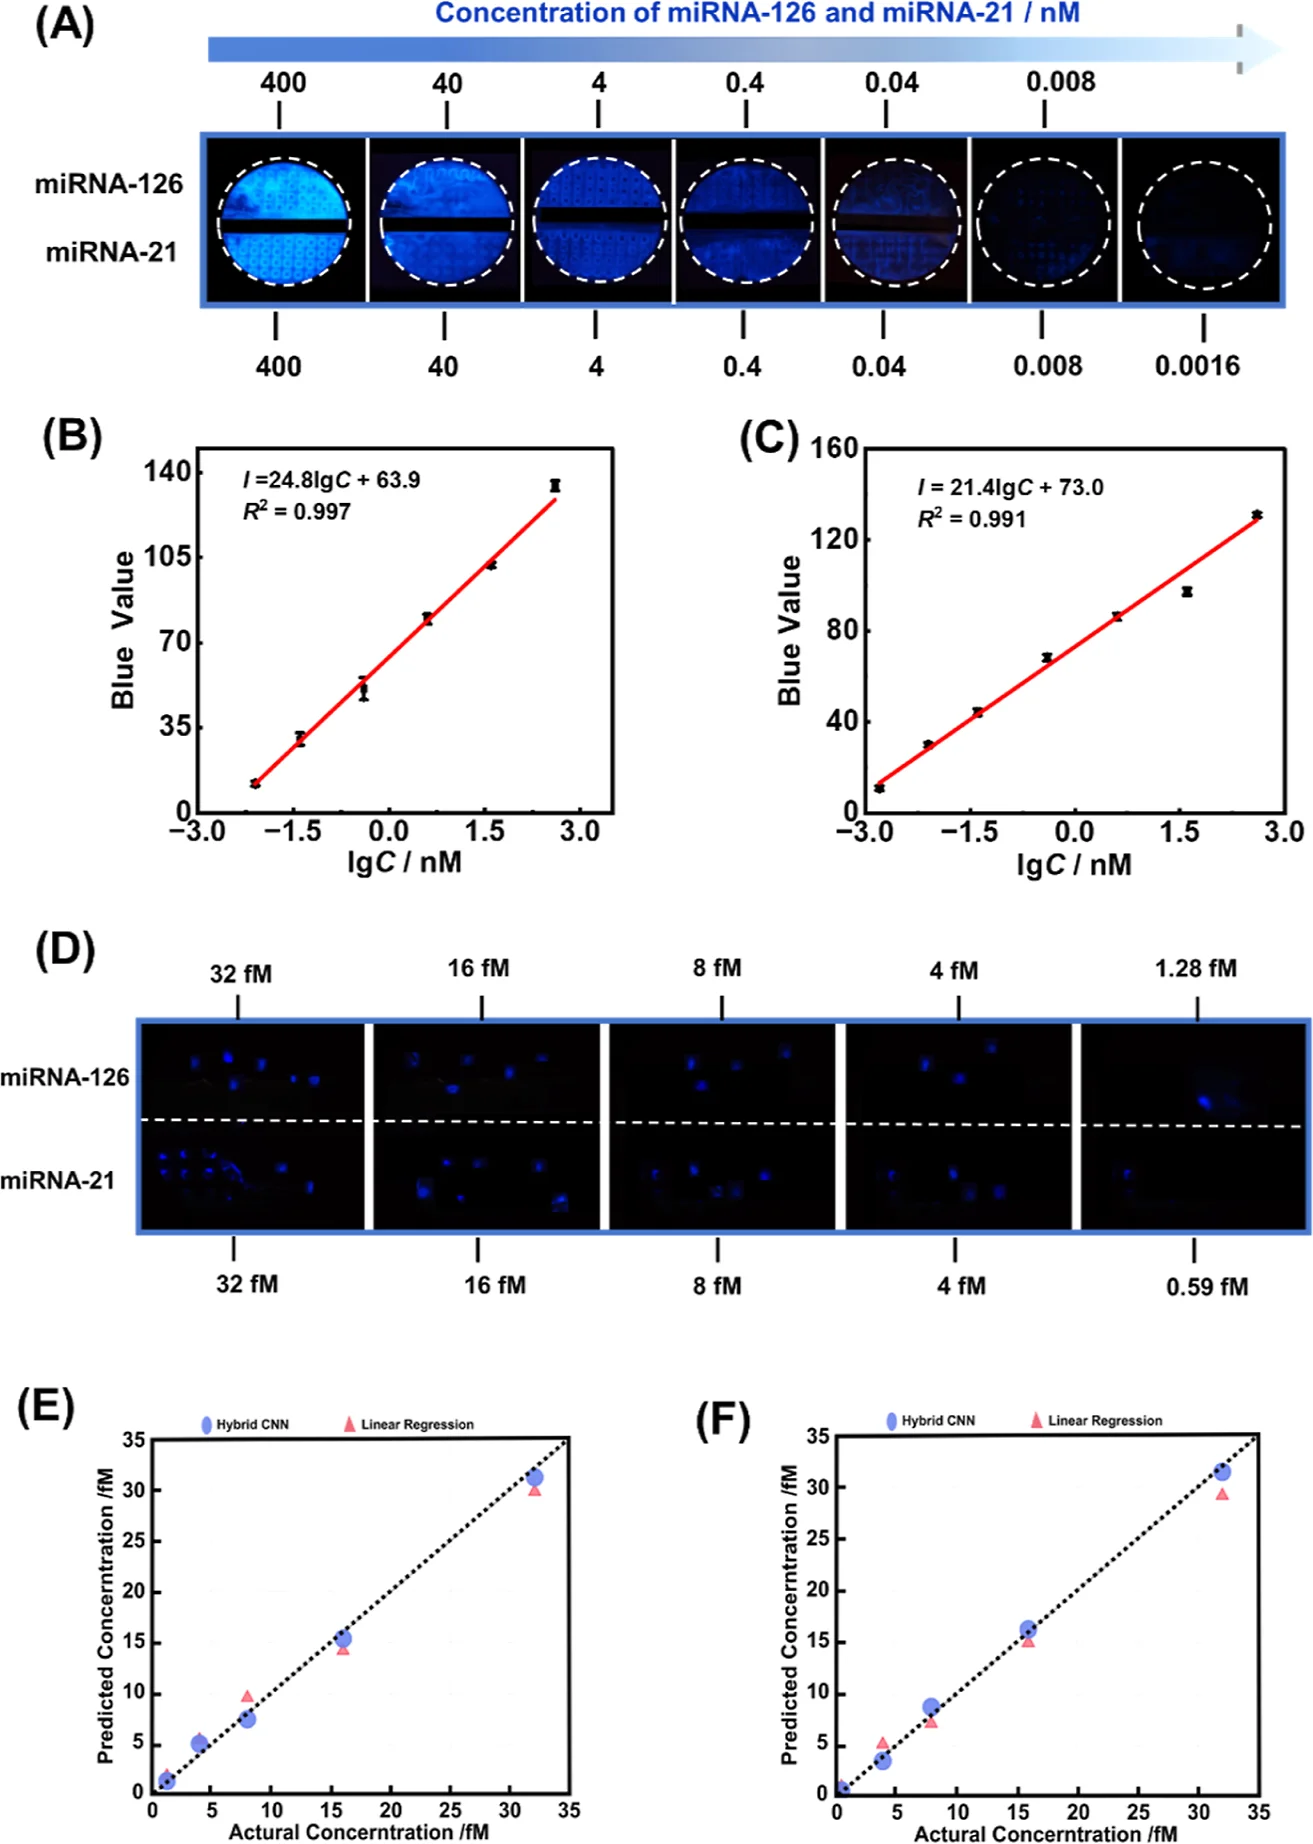 (A)
Concentration of miRNA-126 and miRNA-21 / nM
400 40 4 0.4 0.04 0.008
miRNA-126
miRNA-21
400 40 4 0.4 0.04 0.008 0.0016
(B)
I =24.8lgC + 63.9
R² = 0.997
Blue Value
140
105
70
35
0
−3.0 −1.5 0.0 1.5 3.0
lgC / nM
(C)
I = 21.4lgC + 73.0
R² = 0.991
Blue Value
160
120
80
40
0
−3.0 −1.5 0.0 1.5 3.0
lgC / nM
(D)
32 fM 16 fM 8 fM 4 fM 1.28 fM
miRNA-126
miRNA-21
32 fM 16 fM 8 fM 4 fM 0.59 fM
(E)
Hybrid CNN Linear Regression
Predicted Concerntration /fM
35
30
25
20
15
10
5
0
0 5 10 15 20 25 30 35
Actural Concerntration /fM
(F)
Hybrid CNN Linear Regression
Predicted Concerntration /fM
35
30
25
20
15
10
5
0
0 5 10 15 20 25 30 35
Actural Concerntration /fM